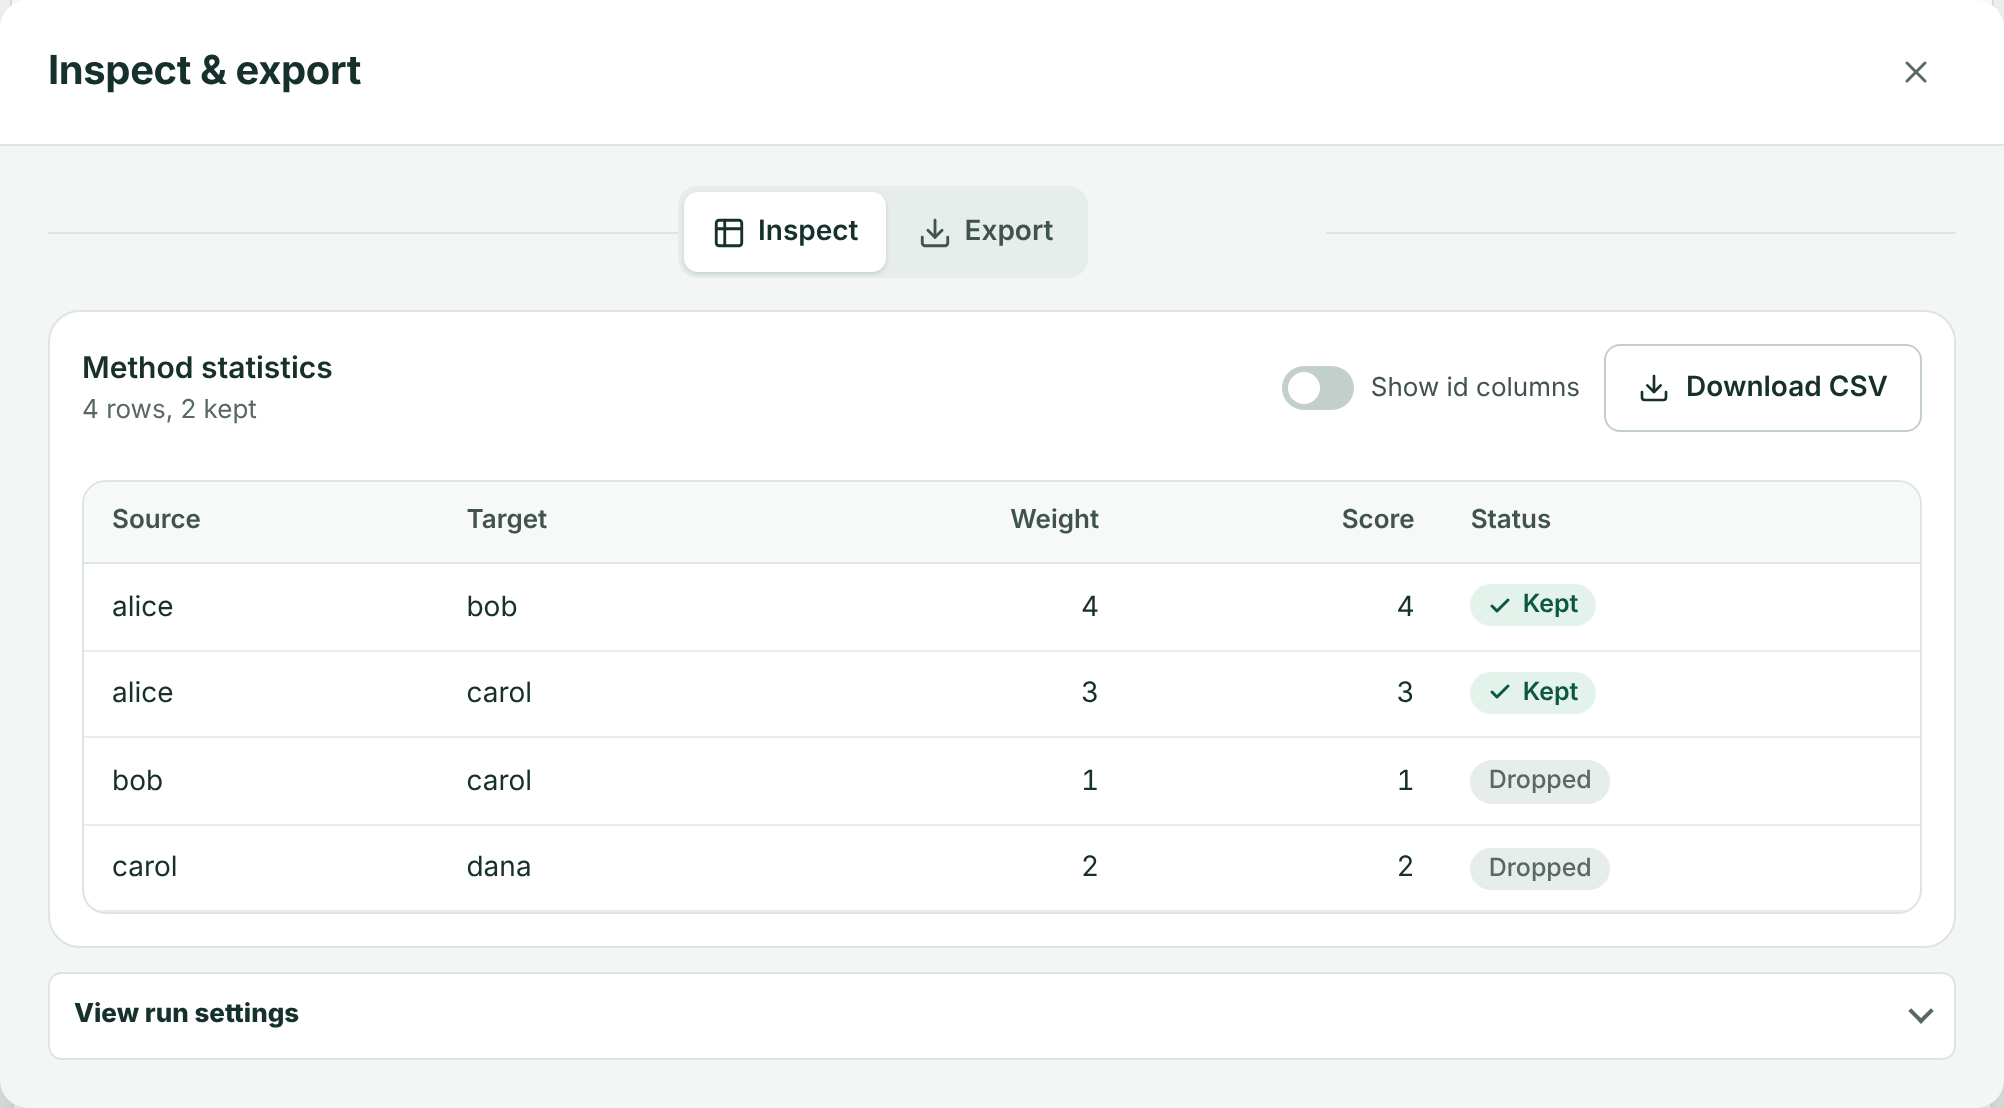 Inspect & export
Inspect Export
Method statistics
4 rows, 2 kept
Show id columns Download CSV
Source Target Weight Score Status
alice bob 4 4 Kept
alice carol 3 3 Kept
bob carol 1 1 Dropped
carol dana 2 2 Dropped
View run settings